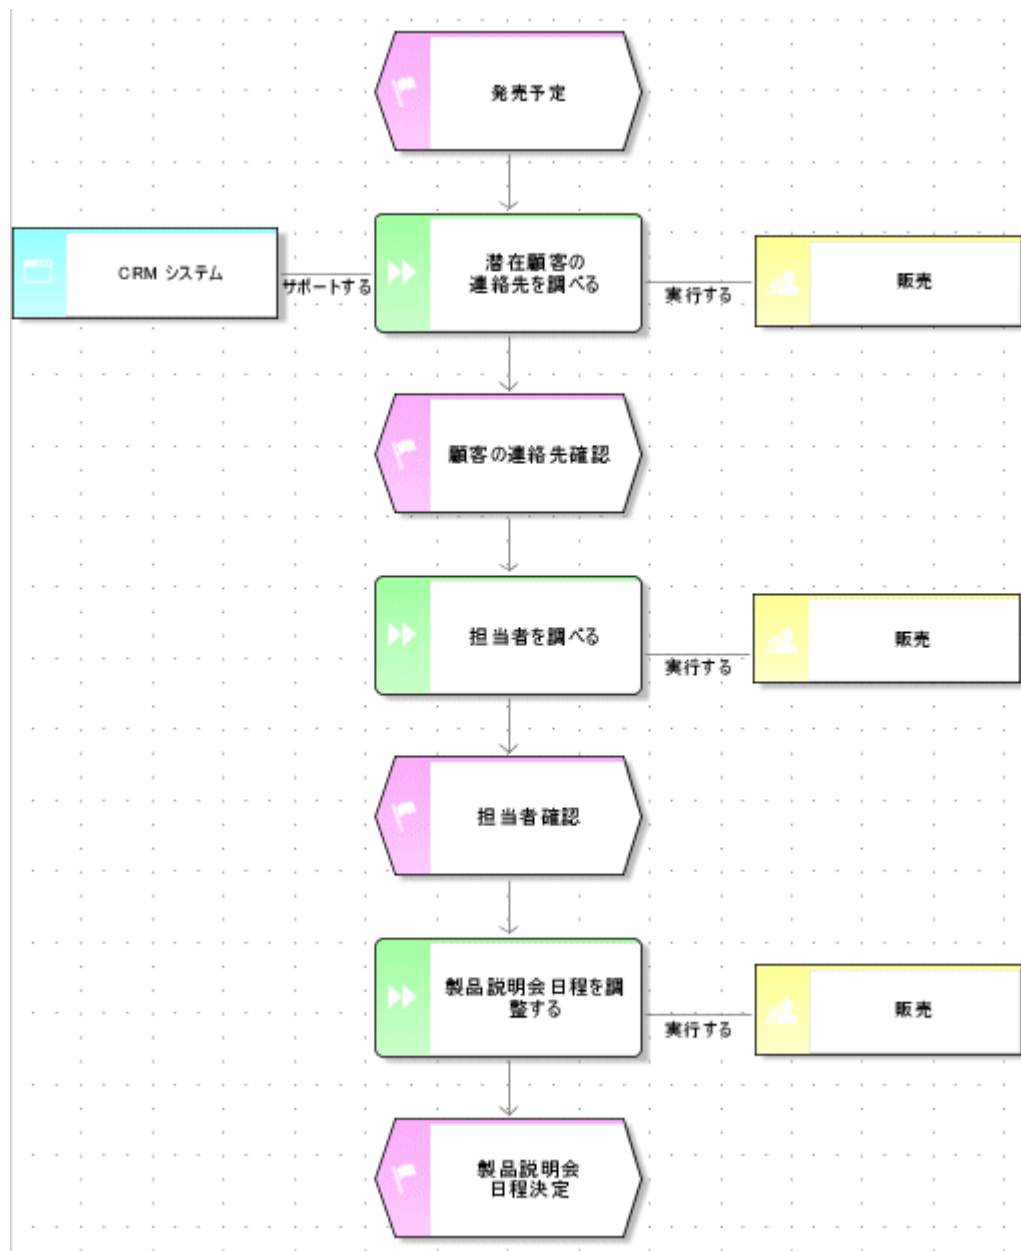 発売予定
CRM システム
サポートする
潜在顧客の
連絡先を調べる
実行する
販売
顧客の連絡先確認
担当者を調べる
実行する
販売
担当者確認
製品説明会日程を調
整する
実行する
販売
製品説明会
日程決定